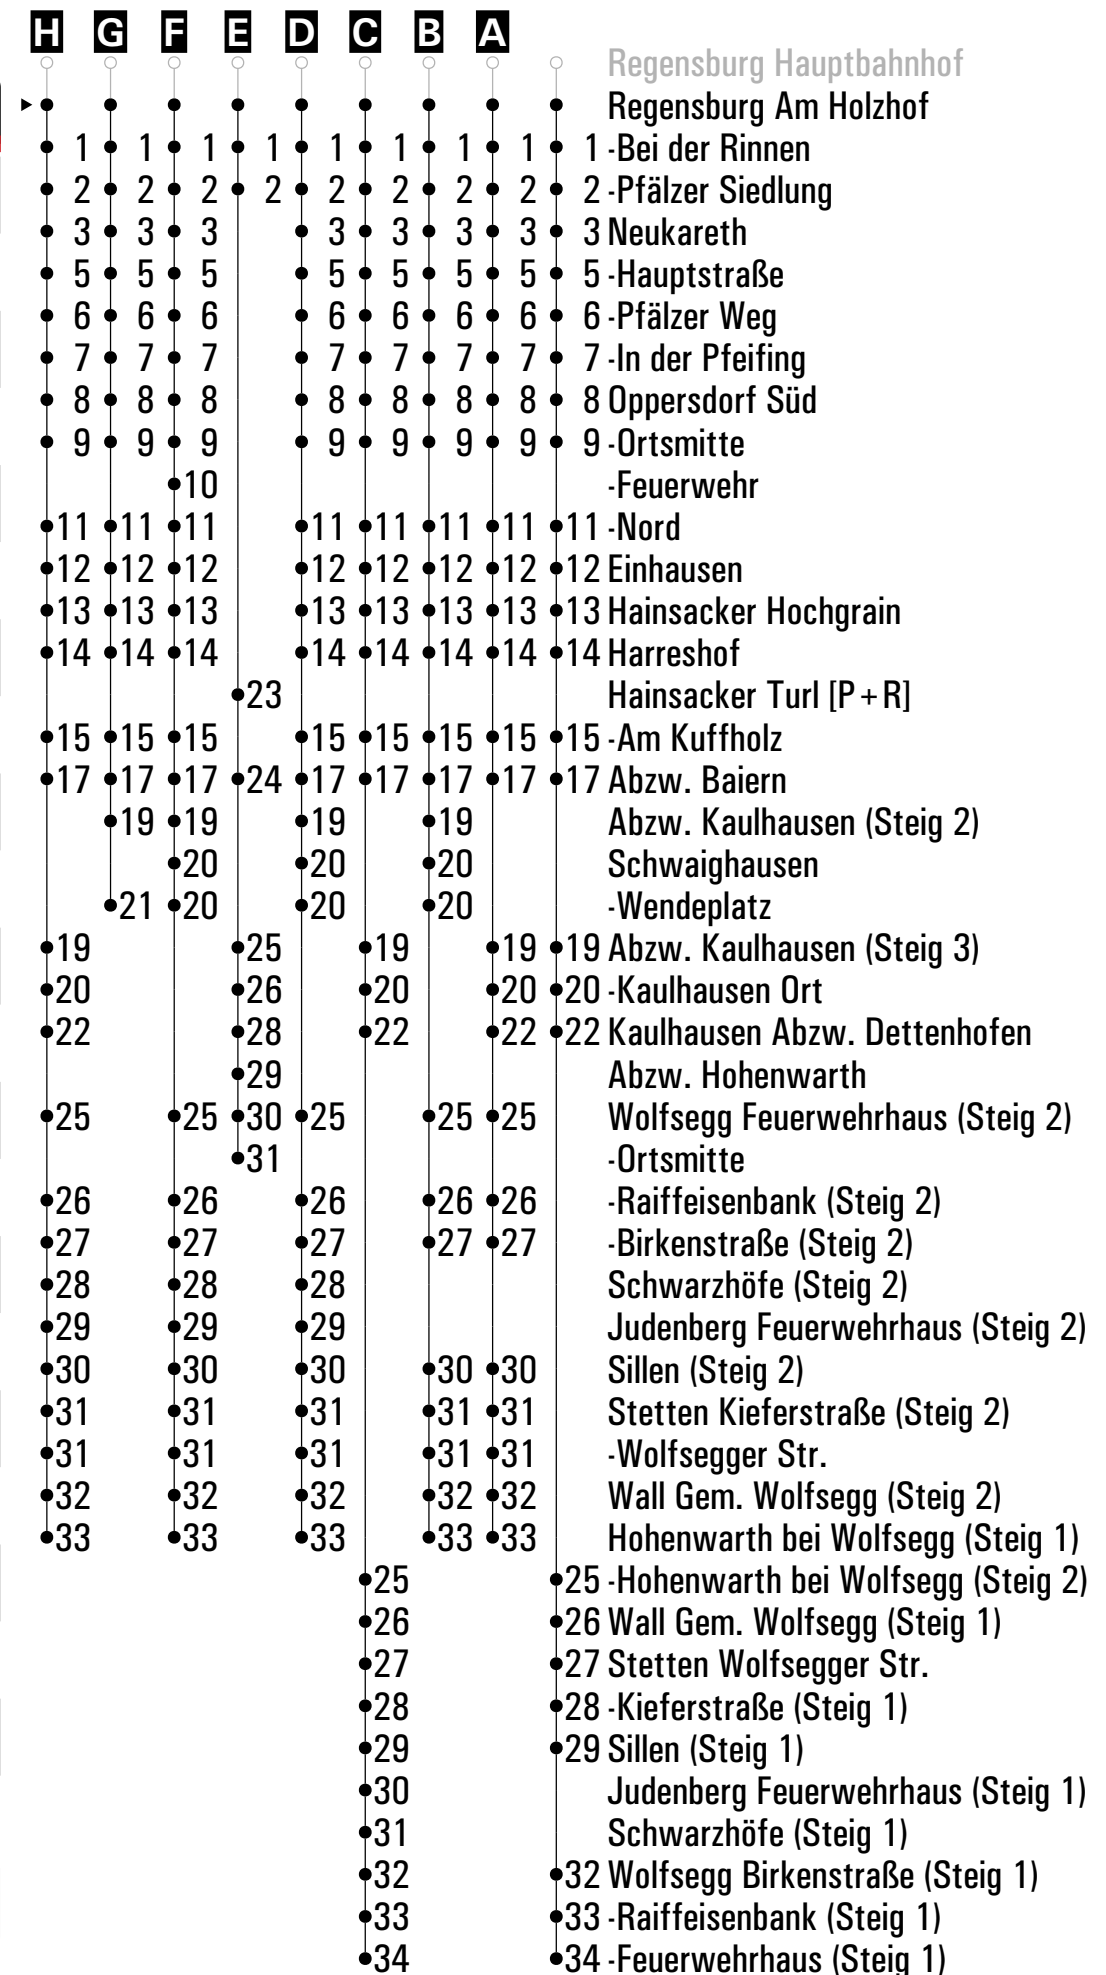 H G F E D C B A
Regensburg Hauptbahnhof
Regensburg Am Holzhof
1 1 1 1 1 1 1 1 1 -Bei der Rinnen
2 2 2 2 2 2 2 2 2 -Pfälzer Siedlung
3 3 3 3 3 3 3 3 Neukareth
5 5 5 5 5 5 5 5 -Hauptstraße
6 6 6 6 6 6 6 6 -Pfälzer Weg
7 7 7 7 7 7 7 7 -In der Pfeifing
8 8 8 8 8 8 8 8 Oppersdorf Süd
9 9 9 9 9 9 9 9 -Ortsmitte
10 -Feuerwehr
11 11 11 11 11 11 11 11 -Nord
12 12 12 12 12 12 12 12 Einhausen
13 13 13 13 13 13 13 13 Hainsacker Hochgrain
14 14 14 14 14 14 14 14 Harreshof
23 Hainsacker Turl [P+R]
15 15 15 15 15 15 15 15 -Am Kuffholz
17 17 17 24 17 17 17 17 17 Abzw. Baiern
19 19 19 19 Abzw. Kaulhausen (Steig 2)
20 20 20 Schwaighausen
21 20 20 20 -Wendeplatz
19 25 19 19 19 Abzw. Kaulhausen (Steig 3)
20 26 20 20 20 -Kaulhausen Ort
22 28 22 22 22 Kaulhausen Abzw. Dettenhofen
29 Abzw. Hohenwarth
25 25 30 25 25 25 Wolfsegg Feuerwehrhaus (Steig 2)
31 -Ortsmitte
26 26 26 26 26 -Raiffeisenbank (Steig 2)
27 27 27 27 27 -Birkenstraße (Steig 2)
28 28 28 Schwarzhöfe (Steig 2)
29 29 29 Judenberg Feuerwehrhaus (Steig 2)
30 30 30 30 30 Sillen (Steig 2)
31 31 31 31 31 Stetten Kieferstraße (Steig 2)
31 31 31 31 31 -Wolfsegger Str.
32 32 32 32 32 Wall Gem. Wolfsegg (Steig 2)
33 33 33 33 33 Hohenwarth bei Wolfsegg (Steig 1)
25 25 -Hohenwarth bei Wolfsegg (Steig 2)
26 26 Wall Gem. Wolfsegg (Steig 1)
27 27 Stetten Wolfsegger Str.
28 28 -Kieferstraße (Steig 1)
29 29 Sillen (Steig 1)
30 Judenberg Feuerwehrhaus (Steig 1)
31 Schwarzhöfe (Steig 1)
32 32 Wolfsegg Birkenstraße (Steig 1)
33 33 -Raiffeisenbank (Steig 1)
34 34 -Feuerwehrhaus (Steig 1)